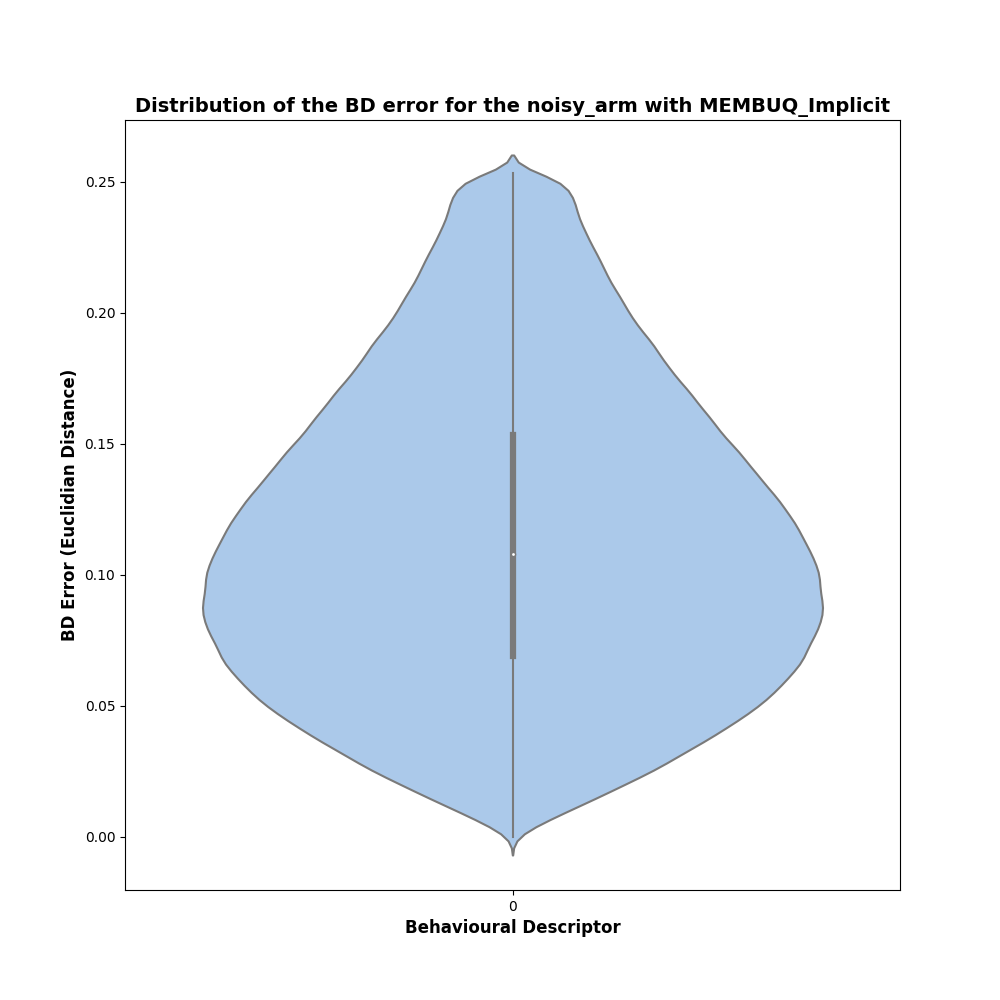 Distribution of the BD error for the noisy_arm with MEMBUQ_Implicit
BD Error (Euclidian Distance)
0.25
0.20
0.15
0.10
0.05
0.00
0
Behavioural Descriptor